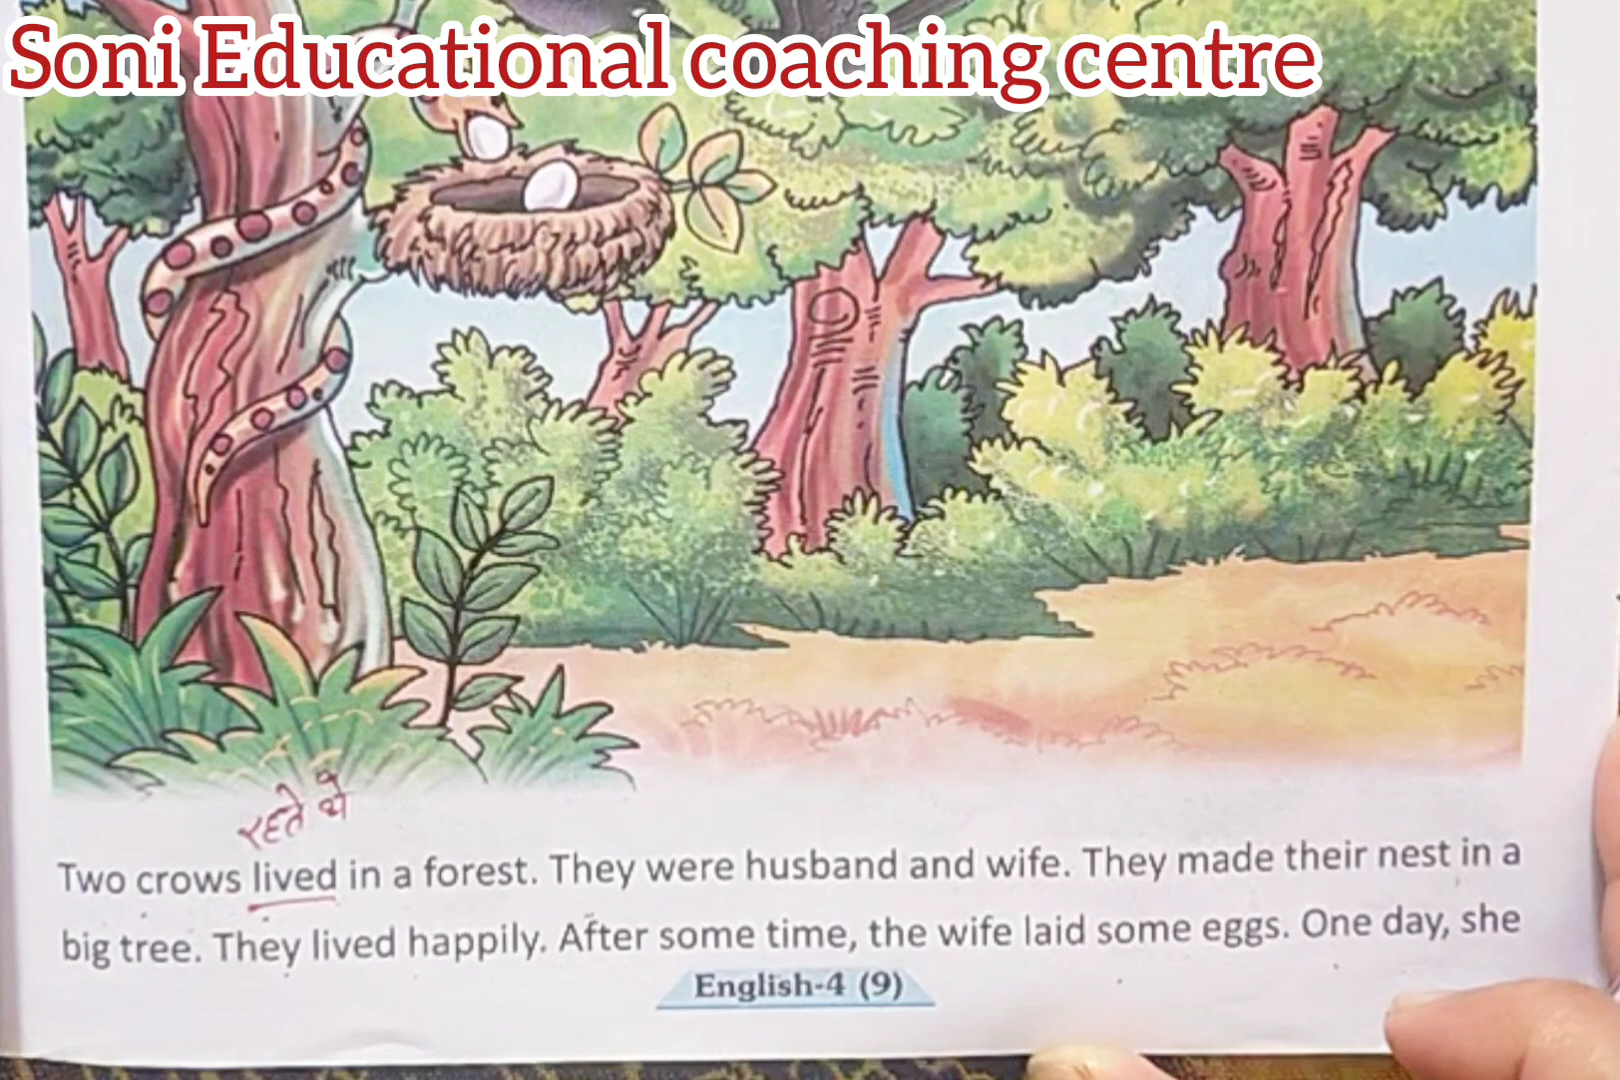 Soni Educational coaching centre
रहते थे
Two crows lived in a forest. They were husband and wife. They made their nest in a
big tree. They lived happily. After some time, the wife laid some eggs. One day, she
English-4 (9)